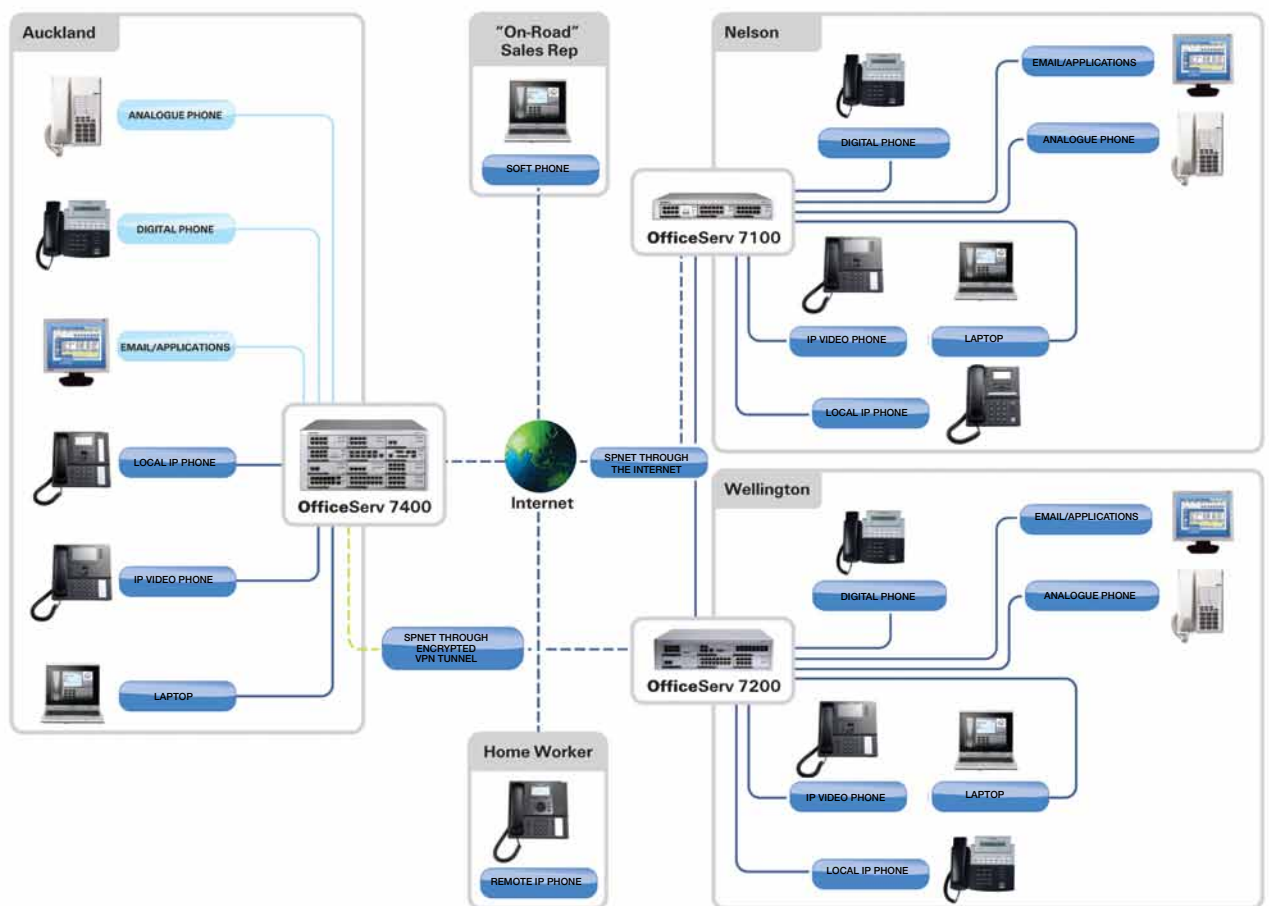 Auckland
ANALOGUE PHONE
DIGITAL PHONE
EMAIL/APPLICATIONS
LOCAL IP PHONE
OfficeServ 7400
IP VIDEO PHONE
LAPTOP
"On-Road"
Sales Rep
SOFT PHONE
Internet
SPNET THROUGH
THE INTERNET
SPNET THROUGH
ENCRYPTED
VPN TUNNEL
Home Worker
REMOTE IP PHONE
Nelson
EMAIL/APPLICATIONS
DIGITAL PHONE
ANALOGUE PHONE
OfficeServ 7100
IP VIDEO PHONE
LAPTOP
LOCAL IP PHONE
Wellington
EMAIL/APPLICATIONS
DIGITAL PHONE
ANALOGUE PHONE
OfficeServ 7200
IP VIDEO PHONE
LAPTOP
LOCAL IP PHONE